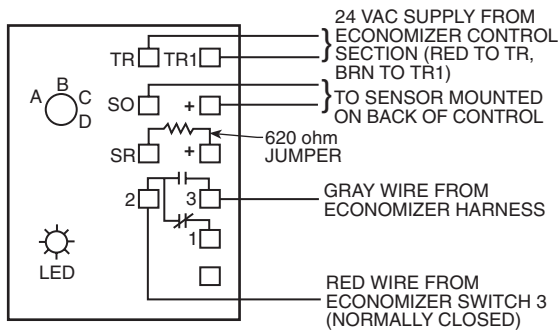 24 VAC SUPPLY FROM
ECONOMIZER CONTROL
SECTION (RED TO TR,
BRN TO TR1)
TR TR1
A B C D
SO +
TO SENSOR MOUNTED
ON BACK OF CONTROL
620 ohm
JUMPER
SR +
2 3
GRAY WIRE FROM
ECONOMIZER HARNESS
1
LED
RED WIRE FROM
ECONOMIZER SWITCH 3
(NORMALLY CLOSED)